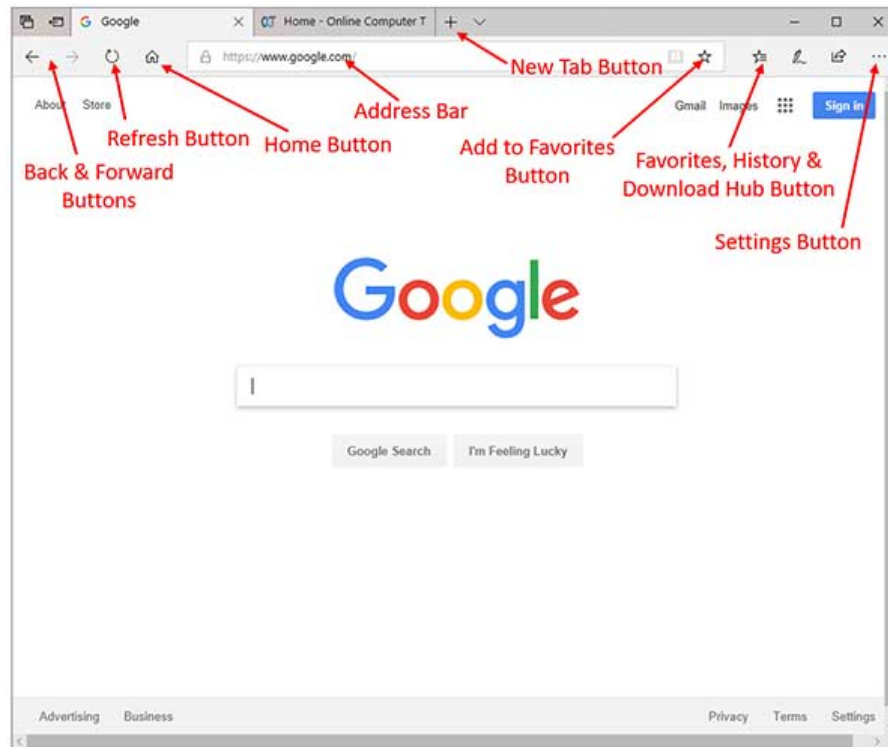 Google
Home - Online Computer T
https://www.google.com/
New Tab Button
About Store
Address Bar
Gmail Images
Sign in
Refresh Button
Home Button
Add to Favorites
Button
Favorites, History &
Download Hub Button
Back & Forward
Buttons
Settings Button
Google
Google Search
I'm Feeling Lucky
Advertising Business
Privacy Terms Settings